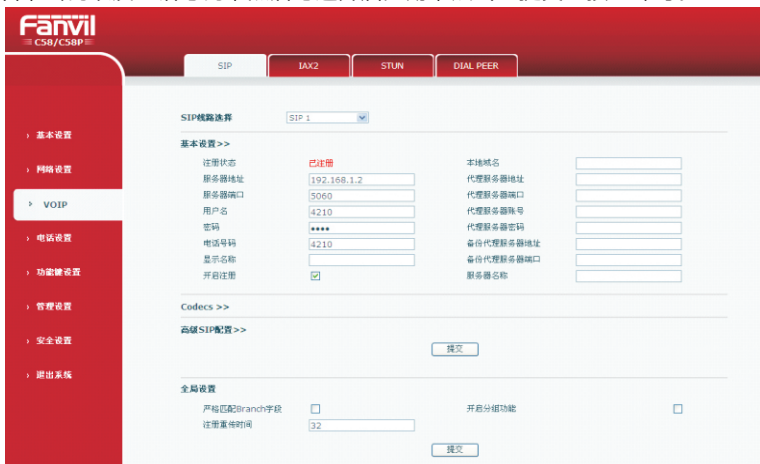 Fanvil
C58/C58P
SIP
IAX2
STUN
DIAL PEER
基本设置
网络设置
VOIP
电话设置
功能键设置
管理设置
安全设置
退出系统
SIP线路选择 SIP 1
基本设置>>
注册状态 已注册 本地域名
服务器地址 192.168.1.2 代理服务器地址
服务器端口 5060 代理服务器端口
用户名 4210 代理服务器账号
密码 •••• 代理服务器密码
电话号码 4210 备份代理服务器地址
显示名称 备份代理服务器端口
开启注册 服务器名称
Codecs >>
高级SIP配置>>
提交
全局设置
严格匹配Branch字段 开启分组功能
注册重传时间 32
提交